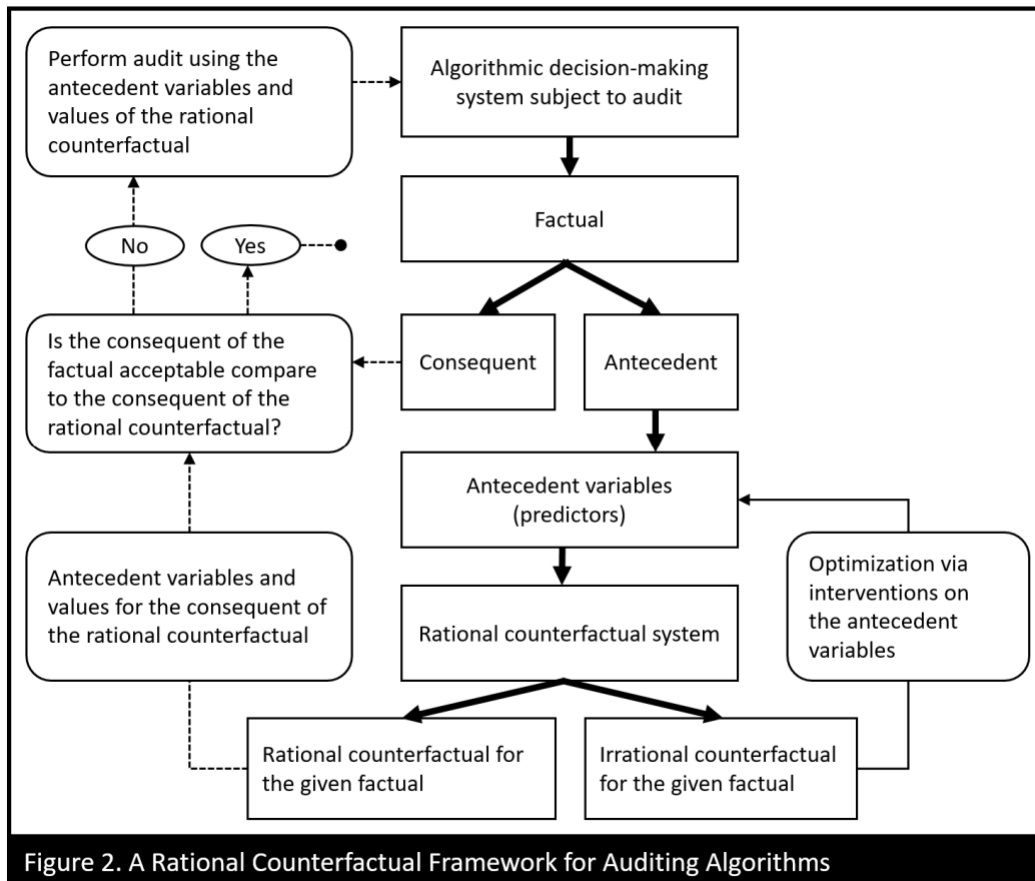 Perform audit using the
antecedent variables and
values of the rational
counterfactual
Algorithmic decision-making
system subject to audit
Factual
No
Yes
Is the consequent of the
factual acceptable compare
to the consequent of the
rational counterfactual?
Consequent
Antecedent
Antecedent variables
(predictors)
Antecedent variables and
values for the consequent of
the rational counterfactual
Optimization via
interventions on
the antecedent
variables
Rational counterfactual system
Rational counterfactual for
the given factual
Irrational counterfactual
for the given factual
Figure 2. A Rational Counterfactual Framework for Auditing Algorithms